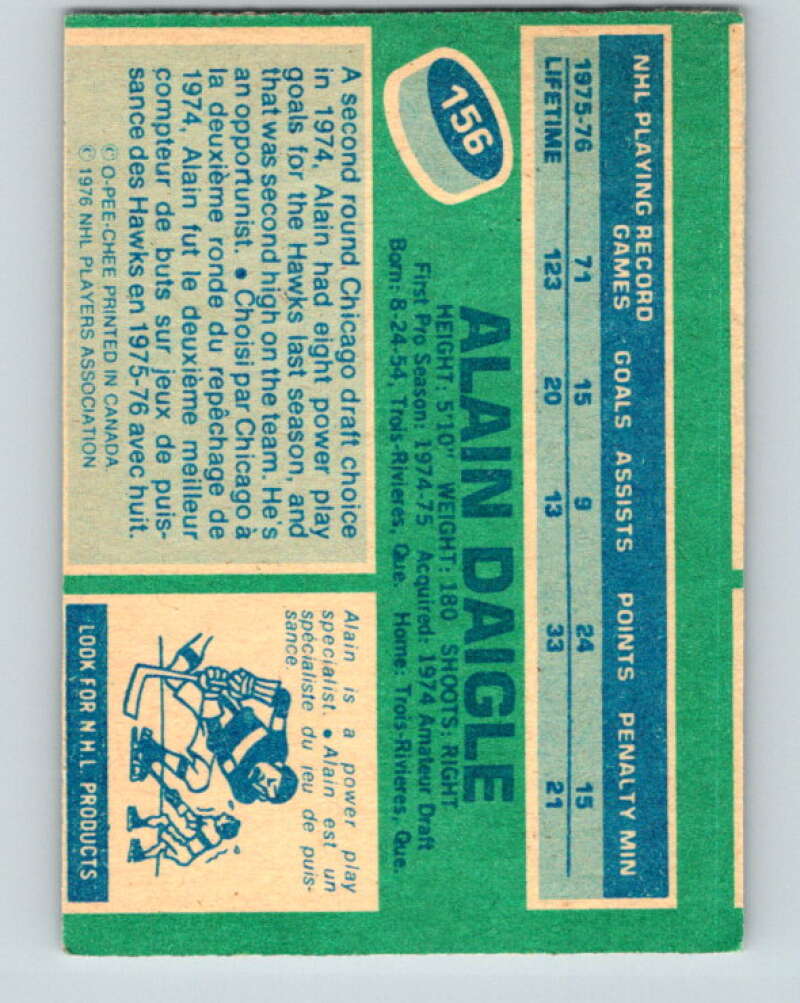 156
NHL PLAYING RECORD
GAMES GOALS ASSISTS POINTS PENALTY MIN
1975-76 71 15 9 24 15
LIFETIME 123 20 13 33 21
ALAIN DAIGLE
HEIGHT: 5'10" WEIGHT: 180 SHOOTS: RIGHT
First Pro Season: 1974-75 Acquired: 1974 Amateur Draft
Born: 8-24-54, Trois-Rivieres, Que. Home: Trois-Rivieres, Que.
A second round Chicago draft choice
in 1974, Alain had eight power play
goals for the Hawks last season, and
that was second high on the team. He's
an opportunist. • Choisi par Chicago à
la deuxième ronde du repêchage de
1974, Alain fut le deuxième meilleur
compteur de buts sur jeux de puis-
sance des Hawks en 1975-76 avec huit.
© O-PEE-CHEE PRINTED IN CANADA.
© 1976 NHL PLAYERS ASSOCIATION
Alain is a power play
specialist. • Alain est un
spécialiste du jeu de puis-
sance.
LOOK FOR N.H.L. PRODUCTS